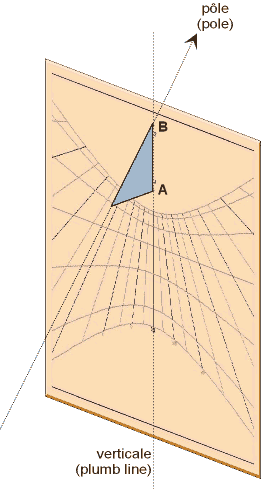 pôle
(pole)
B
A
verticale
(plumb line)